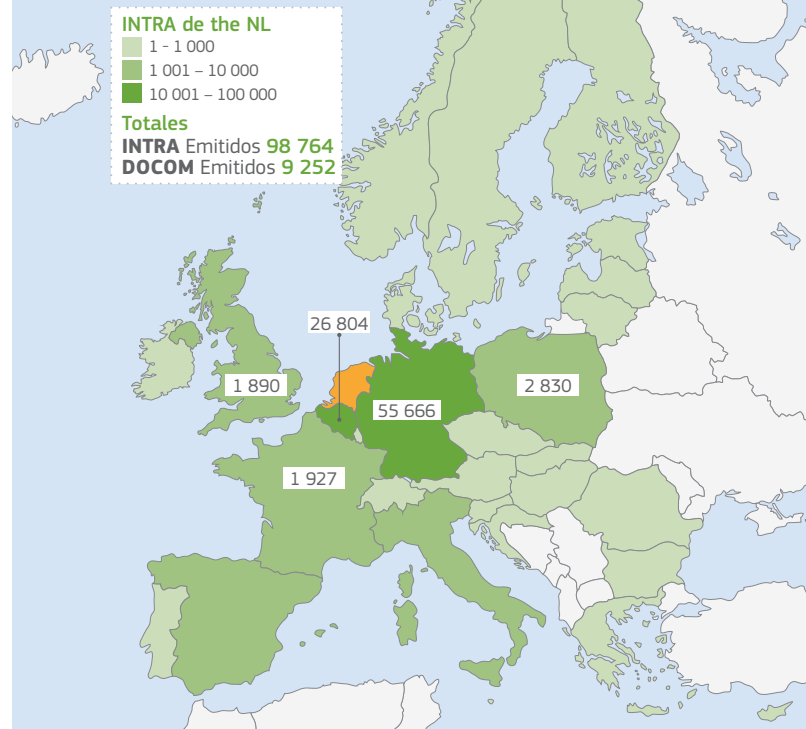 INTRA de the NL
1 - 1 000
1 001 – 10 000
10 001 – 100 000
Totales
INTRA Emitidos 98 764
DOCOM Emitidos 9 252
26 804
1 890
2 830
55 666
1 927